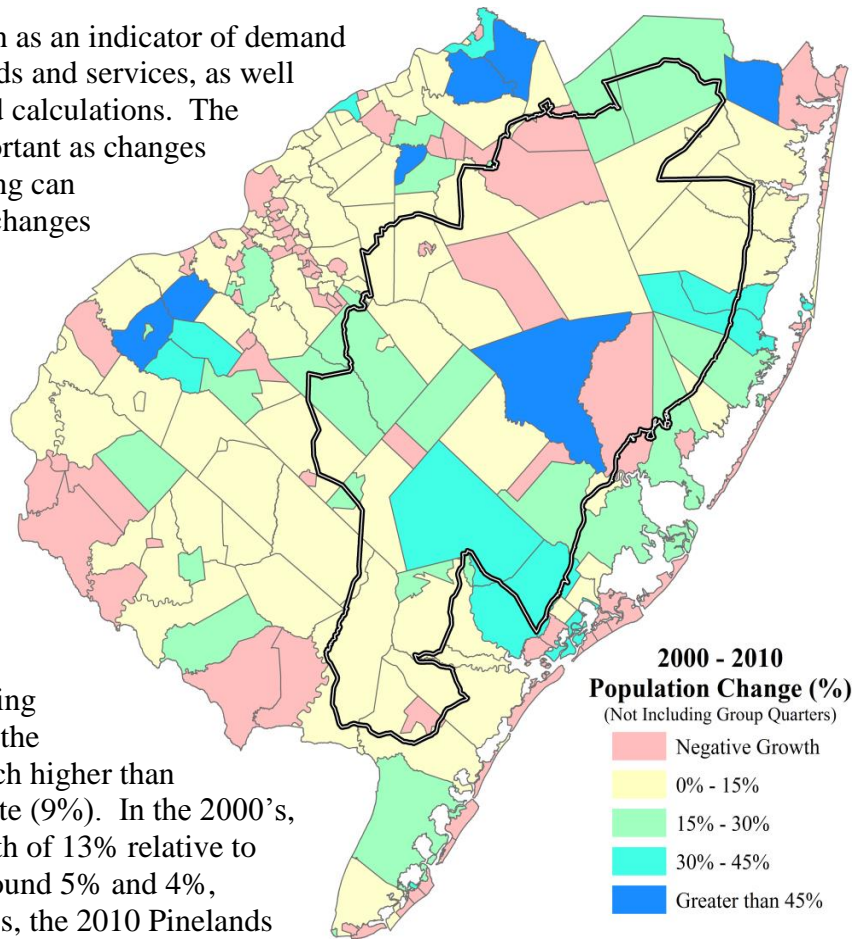 n as an indicator of demand
ds and services, as well
d calculations.  The
ortant as changes
ng can
changes
ing
the
ch higher than
te (9%).  In the 2000's,
th of 13% relative to
ound 5% and 4%,
s, the 2010 Pinelands
2000 - 2010
Population Change (%)
(Not Including Group Quarters)
Negative Growth
0% - 15%
15% - 30%
30% - 45%
Greater than 45%